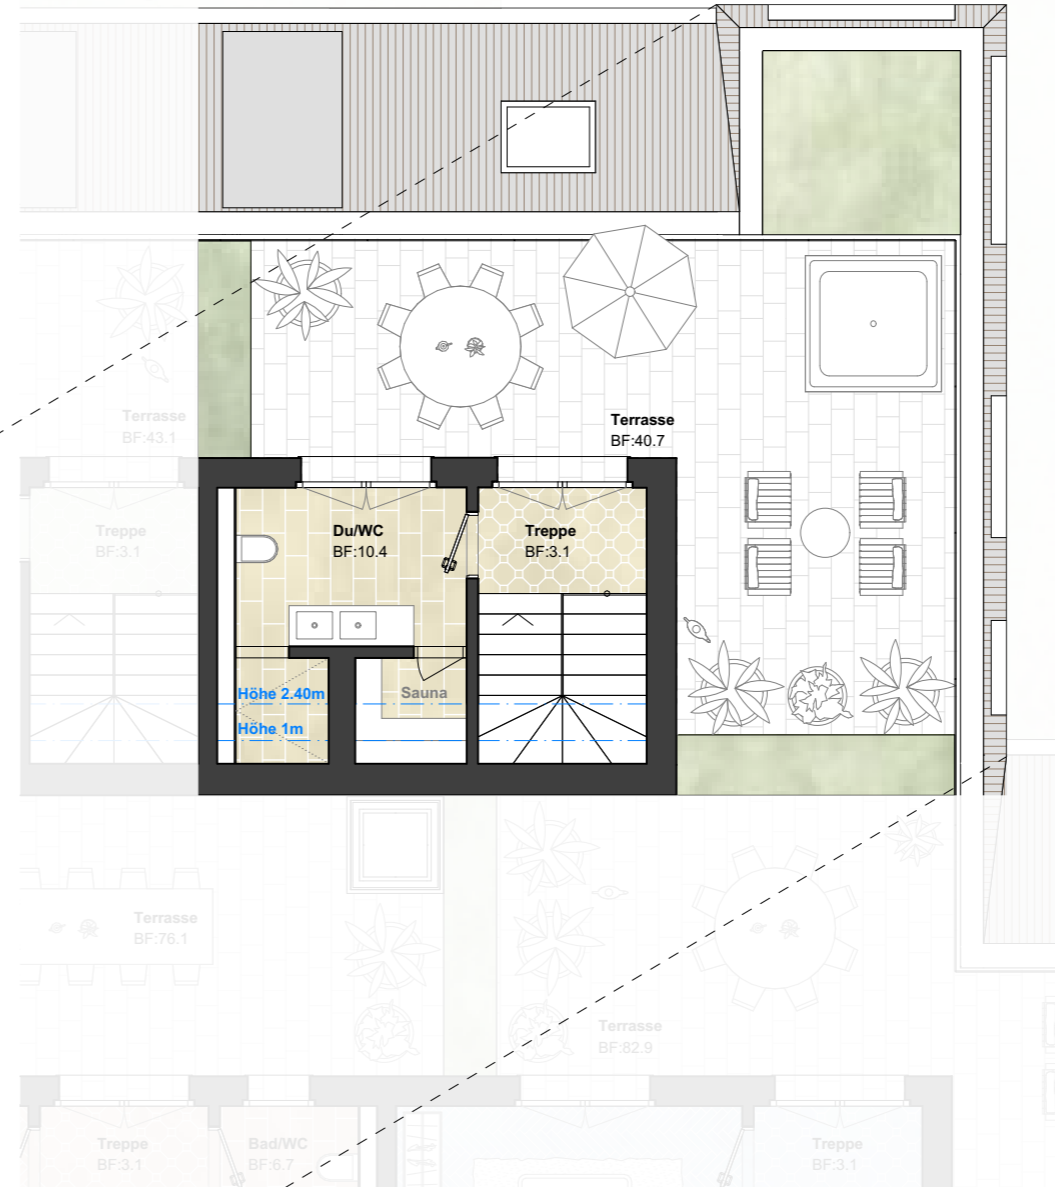 Terrasse
BF:43.1
Terrasse
BF:40.7
Treppe
BF:3.1
Du/WC
BF:10.4
Treppe
BF:3.1
Höhe 2.40m
Sauna
Höhe 1m
Terrasse
BF:76.1
Terrasse
BF:82.9
Treppe
BF:3.1
Bad/WC
BF:6.7
Treppe
BF:3.1